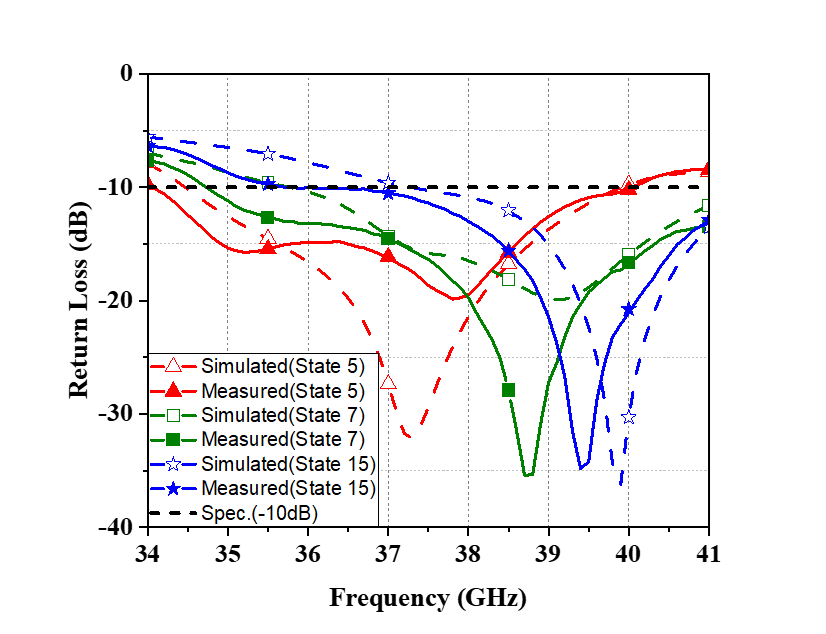 0
-10
-20
-30
-40
Return Loss (dB)
Simulated(State 5)
Measured(State 5)
Simulated(State 7)
Measured(State 7)
Simulated(State 15)
Measured(State 15)
Spec.(-10dB)
34 35 36 37 38 39 40 41
Frequency (GHz)